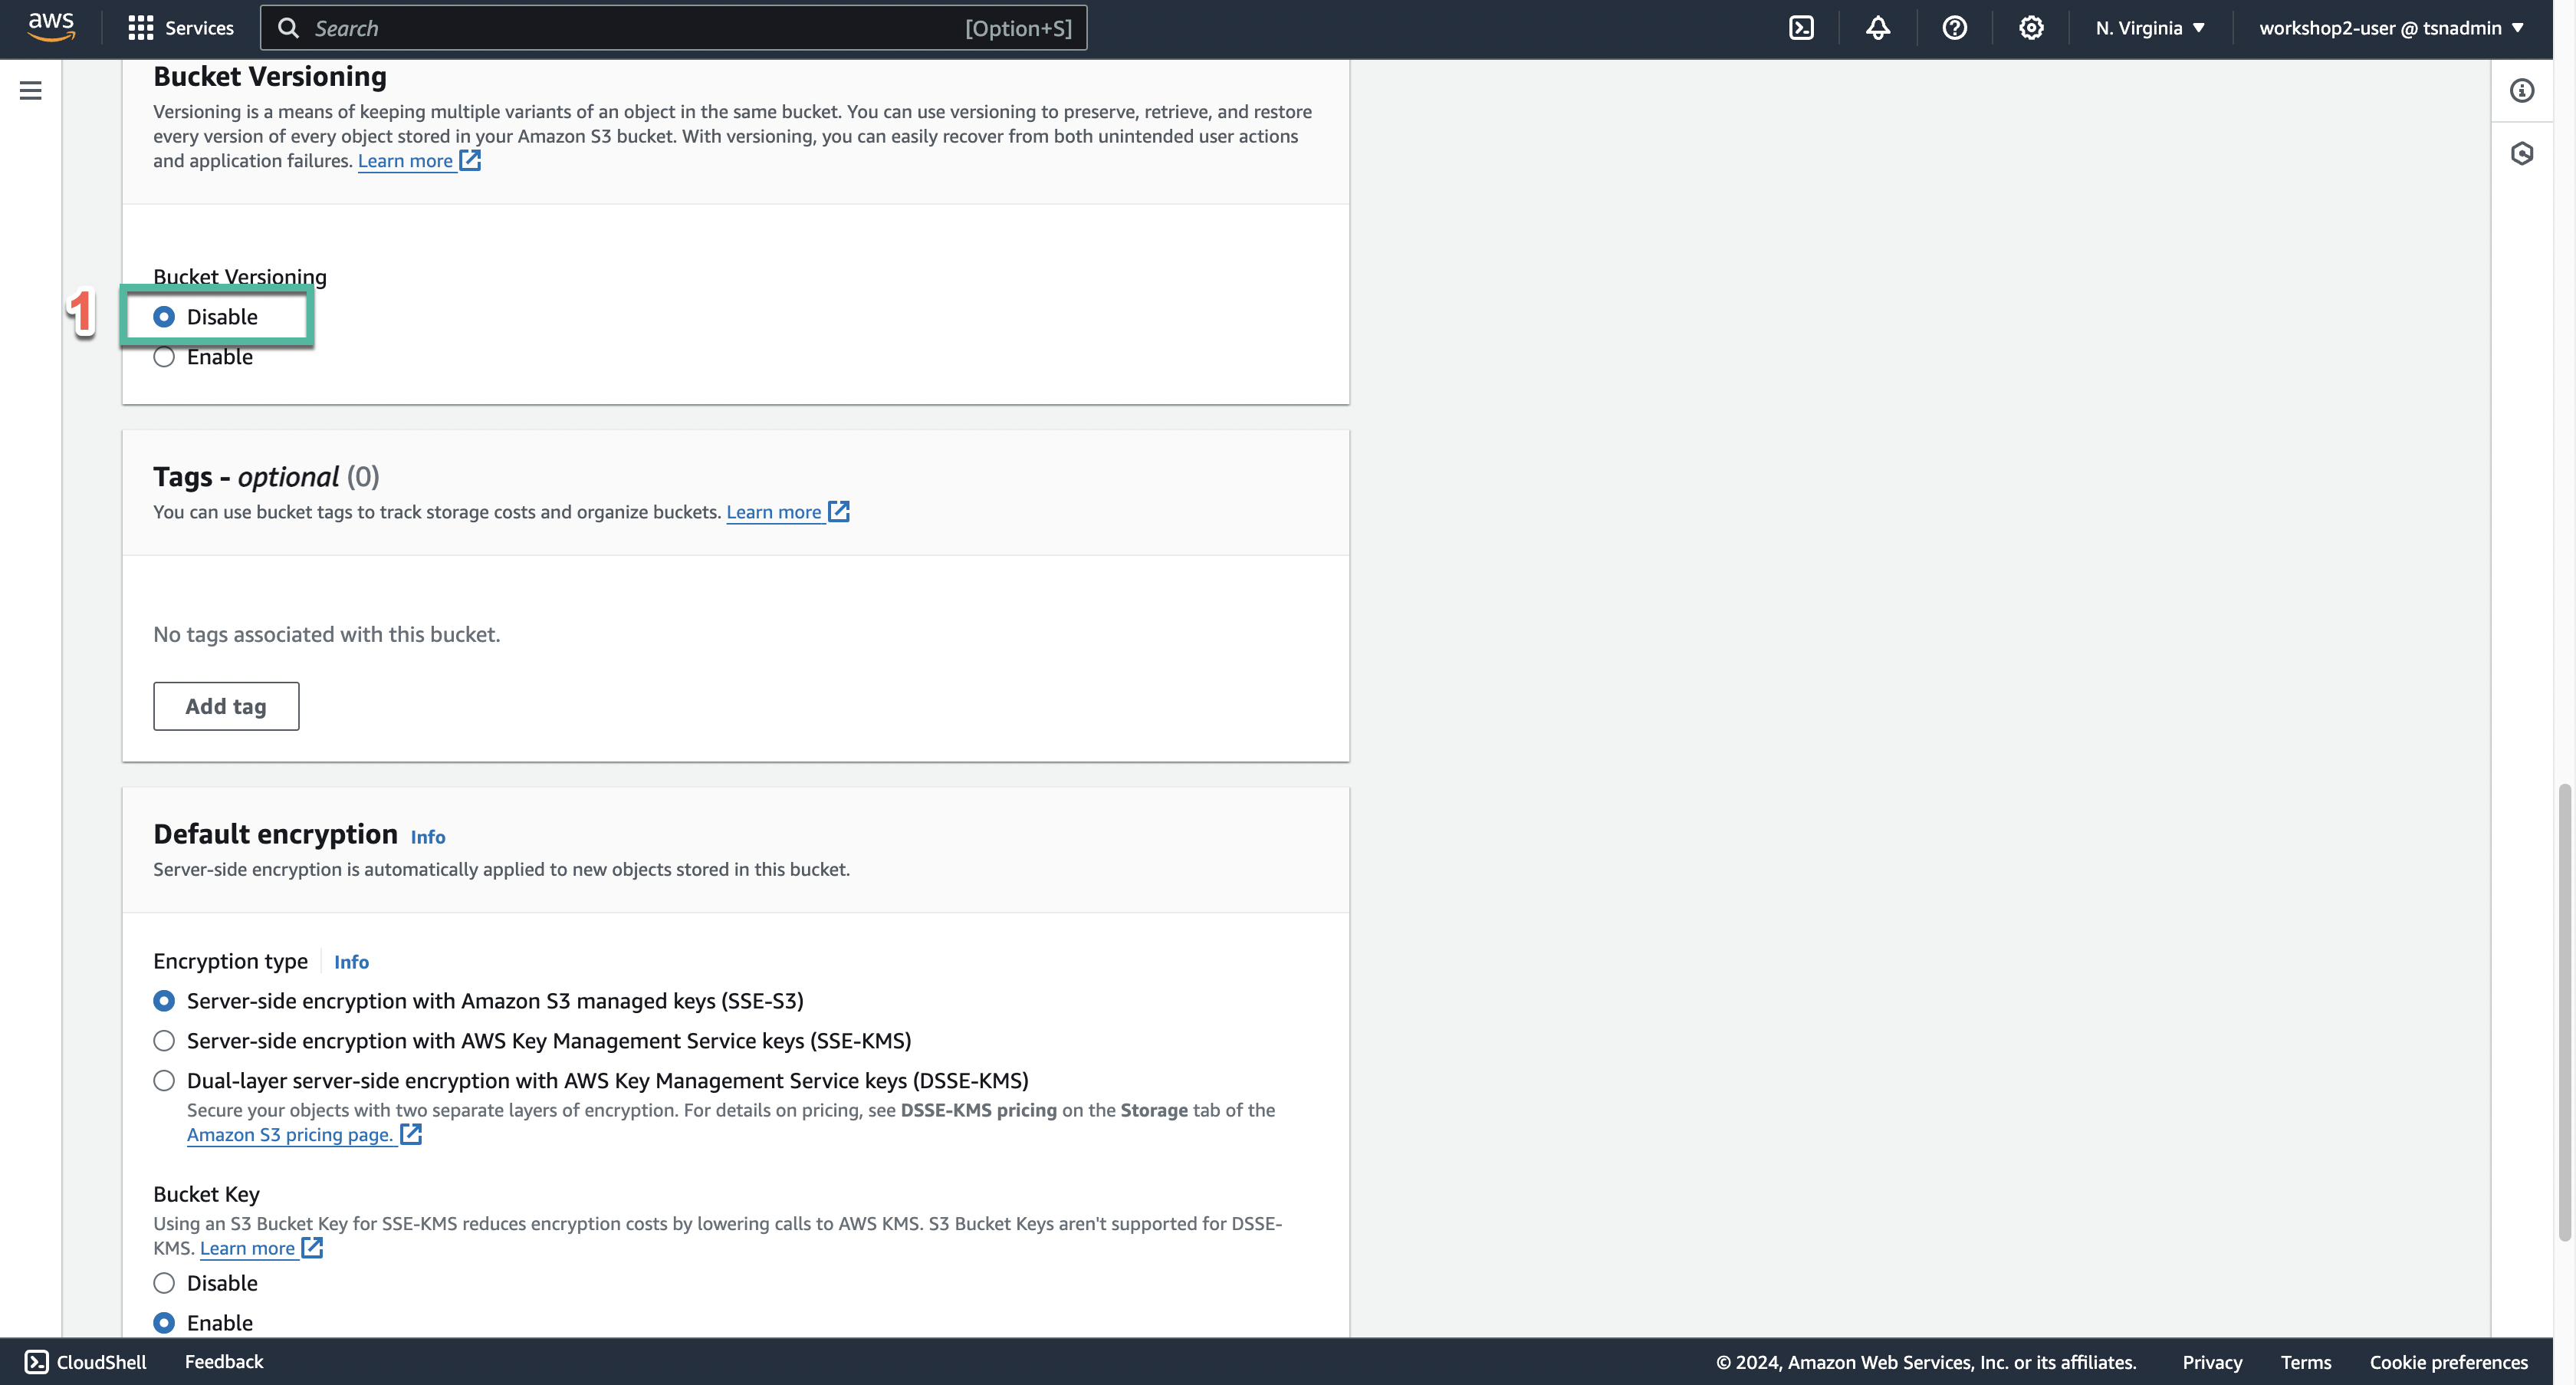 aws
Services
Search
[Option+S]
N. Virginia
workshop2-user @ tsnadmin
Bucket Versioning
Versioning is a means of keeping multiple variants of an object in the same bucket. You can use versioning to preserve, retrieve, and restore
every version of every object stored in your Amazon S3 bucket. With versioning, you can easily recover from both unintended user actions
and application failures. Learn more
Bucket Versioning
1
Disable
Enable
Tags - optional (0)
You can use bucket tags to track storage costs and organize buckets. Learn more
No tags associated with this bucket.
Add tag
Default encryption Info
Server-side encryption is automatically applied to new objects stored in this bucket.
Encryption type Info
Server-side encryption with Amazon S3 managed keys (SSE-S3)
Server-side encryption with AWS Key Management Service keys (SSE-KMS)
Dual-layer server-side encryption with AWS Key Management Service keys (DSSE-KMS)
Secure your objects with two separate layers of encryption. For details on pricing, see DSSE-KMS pricing on the Storage tab of the
Amazon S3 pricing page.
Bucket Key
Using an S3 Bucket Key for SSE-KMS reduces encryption costs by lowering calls to AWS KMS. S3 Bucket Keys aren't supported for DSSE-
KMS. Learn more
Disable
Enable
CloudShell
Feedback
© 2024, Amazon Web Services, Inc. or its affiliates.
Privacy
Terms
Cookie preferences